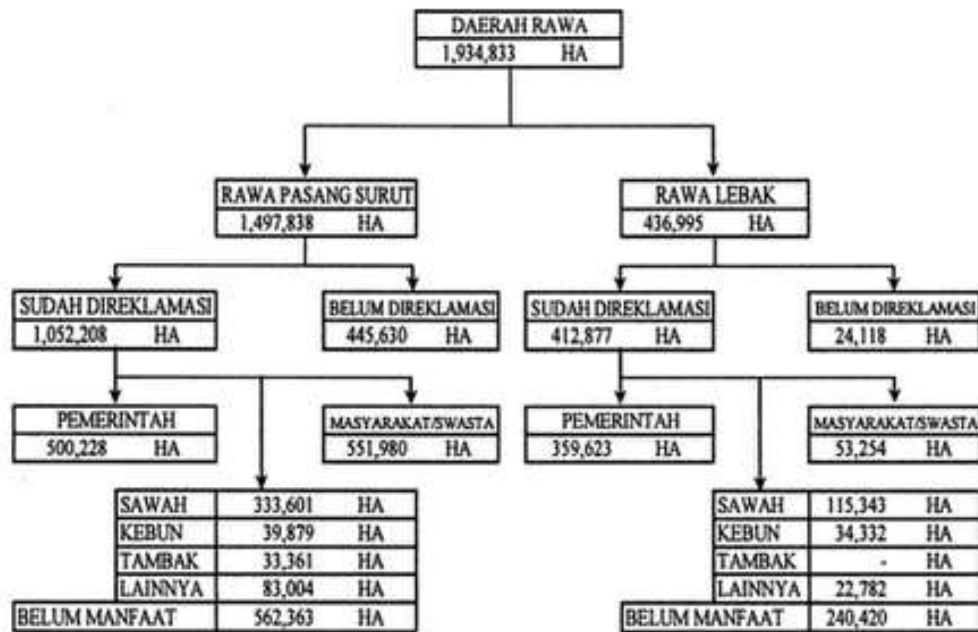 DAERAH RAWA
1,934,833 HA
RAWA PASANG SURUT
1,497,838 HA
RAWA LEBAK
436,995 HA
SUDAH DIREKLAMASI
1,052,208 HA
BELUM DIREKLAMASI
445,630 HA
SUDAH DIREKLAMASI
412,877 HA
BELUM DIREKLAMASI
24,118 HA
PEMERINTAH
500,228 HA
MASYARAKAT/SWASTA
551,980 HA
PEMERINTAH
359,623 HA
MASYARAKAT/SWASTA
53,254 HA
SAWAH 333,601 HA
KEBUN 39,879 HA
TAMBAK 33,361 HA
LAINNYA 83,004 HA
BELUM MANFAAT 562,363 HA
SAWAH 115,343 HA
KEBUN 34,332 HA
TAMBAK - HA
LAINNYA 22,782 HA
BELUM MANFAAT 240,420 HA